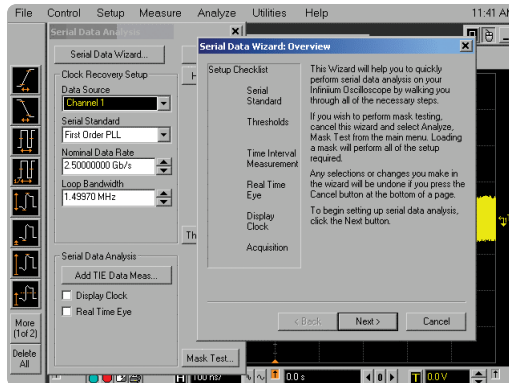 File Control Setup Measure Analyze Utilities Help 11:41 A
Serial Data Analysis
Serial Data Wizard...
Clock Recovery Setup
Data Source
Channel 1
Serial Standard
First Order PLL
Nominal Data Rate
2.50000000 Gb/s
Loop Bandwidth
1.49970 MHz
Serial Data Analysis
Add TIE Data Meas...
Display Clock
Real Time Eye
H
Th
Mask Test...
More
(1of 2)
Delete
All
Serial Data Wizard: Overview
Setup Checklist
Serial
Standard
Thresholds
Time Interval
Measurement
Real Time
Eye
Display
Clock
Acquisition
This Wizard will help you to quickly
perform serial data analysis on your
Infiniium Oscilloscope by walking you
through all of the necessary steps.
If you wish to perform mask testing,
cancel this wizard and select Analyze,
Mask Test from the main menu. Loading
a mask will perform all of the setup
required.
Any selections or changes you make in
the wizard will be undone if you press the
Cancel button at the bottom of a page.
To begin setting up serial data analysis,
click the Next button.
< Back Next > Cancel
H 100 ns/ 0.0 s 0 T 0.0 V